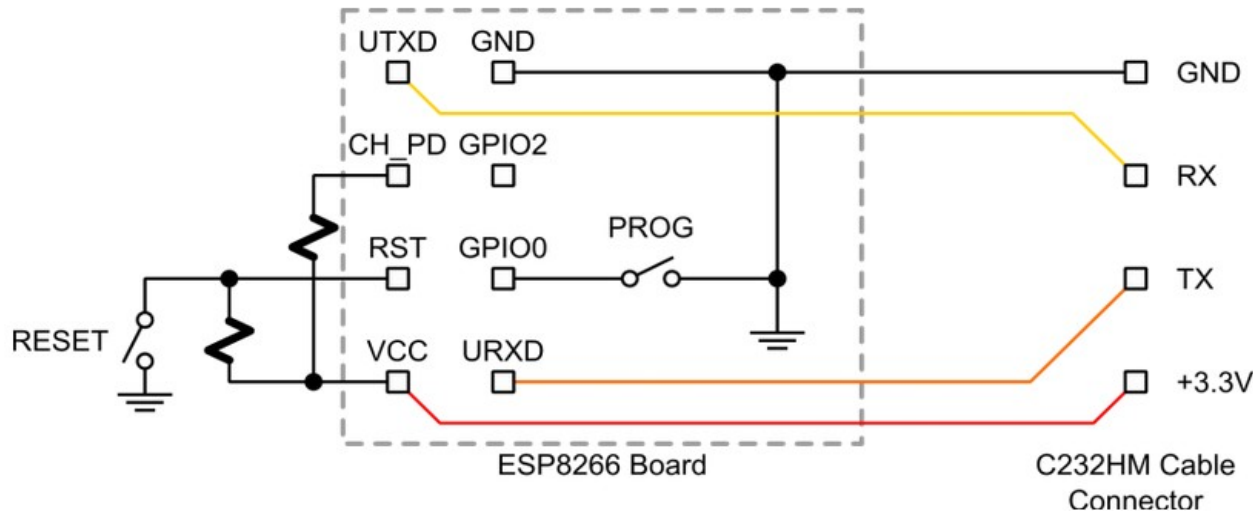 UTXD GND
GND
CH_PD GPIO2
RX
PROG
RST GPIO0
TX
RESET
VCC URXD
+3.3V
ESP8266 Board
C232HM Cable
Connector